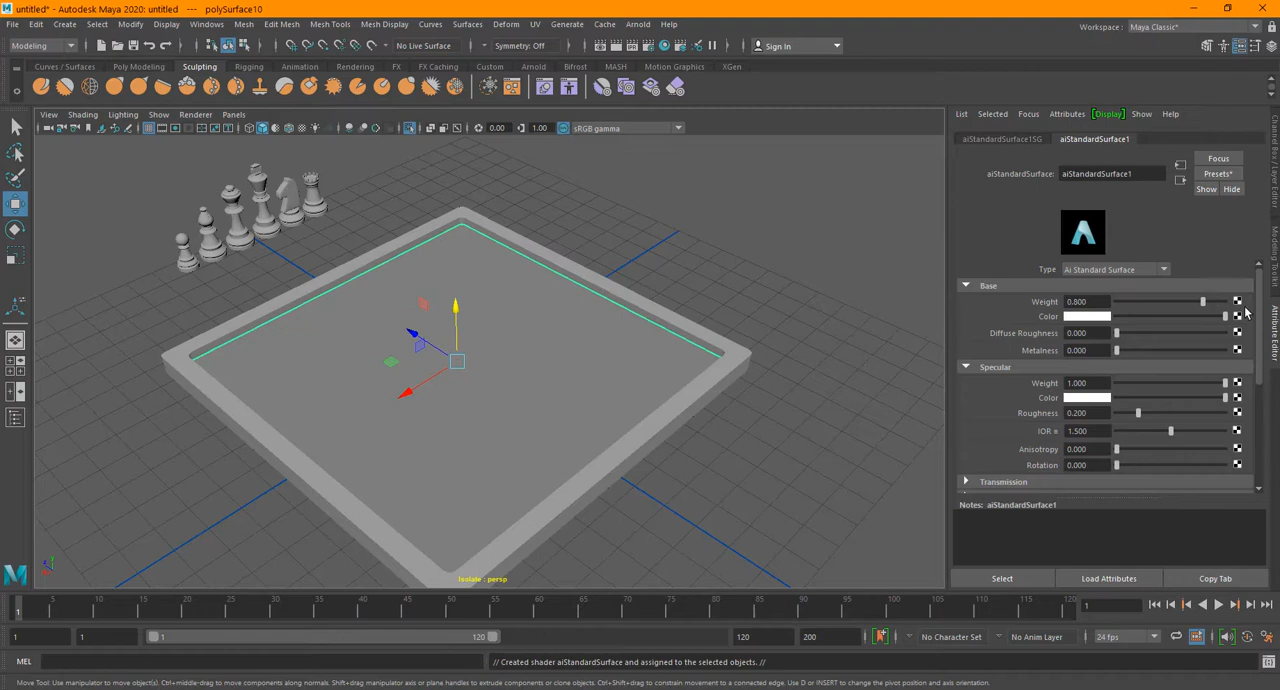 untitled* - Autodesk Maya 2020: untitled --- polySurface10
File Edit Create Select Modify Display Windows Mesh Edit Mesh Mesh Tools Mesh Display Curves Surfaces Deform UV Generate Cache Arnold Help
Workspace : Maya Classic*
Modeling
No Live Surface
Symmetry: Off
Sign In
Curves / Surfaces Poly Modeling Sculpting Rigging Animation Rendering FX FX Caching Custom Arnold Bifrost MASH Motion Graphics XGen
View Shading Lighting Show Renderer Panels
0.00 1.00 sRGB gamma
List Selected Focus Attributes Display Show Help
aiStandardSurface1SG aiStandardSurface1
Focus
aiStandardSurface: aiStandardSurface1
Presets*
Show Hide
Type Ai Standard Surface
Base
Weight 0.800
Color
Diffuse Roughness 0.000
Metalness 0.000
Specular
Weight 1.000
Color
Roughness 0.200
IOR 1.500
Anisotropy 0.000
Rotation 0.000
Transmission
Notes: aiStandardSurface1
Select Load Attributes Copy Tab
Channel Box / Layer Editor
Modeling Toolkit
Attribute Editor
Isolate : persp
5 10 15 20 25 30 35 40 45 50 55 60 65 70 75 80 85 90 95 100 105 110 115 120
1
1
1 1 1 120 120 200 No Character Set No Anim Layer 24 fps
MEL // Created shader aiStandardSurface and assigned to the selected objects. //
Move Tool: Use manipulator to move object(s). Ctrl+middle-drag to move components along normals. Shift+drag manipulator axis or plane handles to extrude components or clone objects. Ctrl+Shift+drag to constrain movement to a connected edge. Use D or INSERT to change the pivot position and axis orientation.